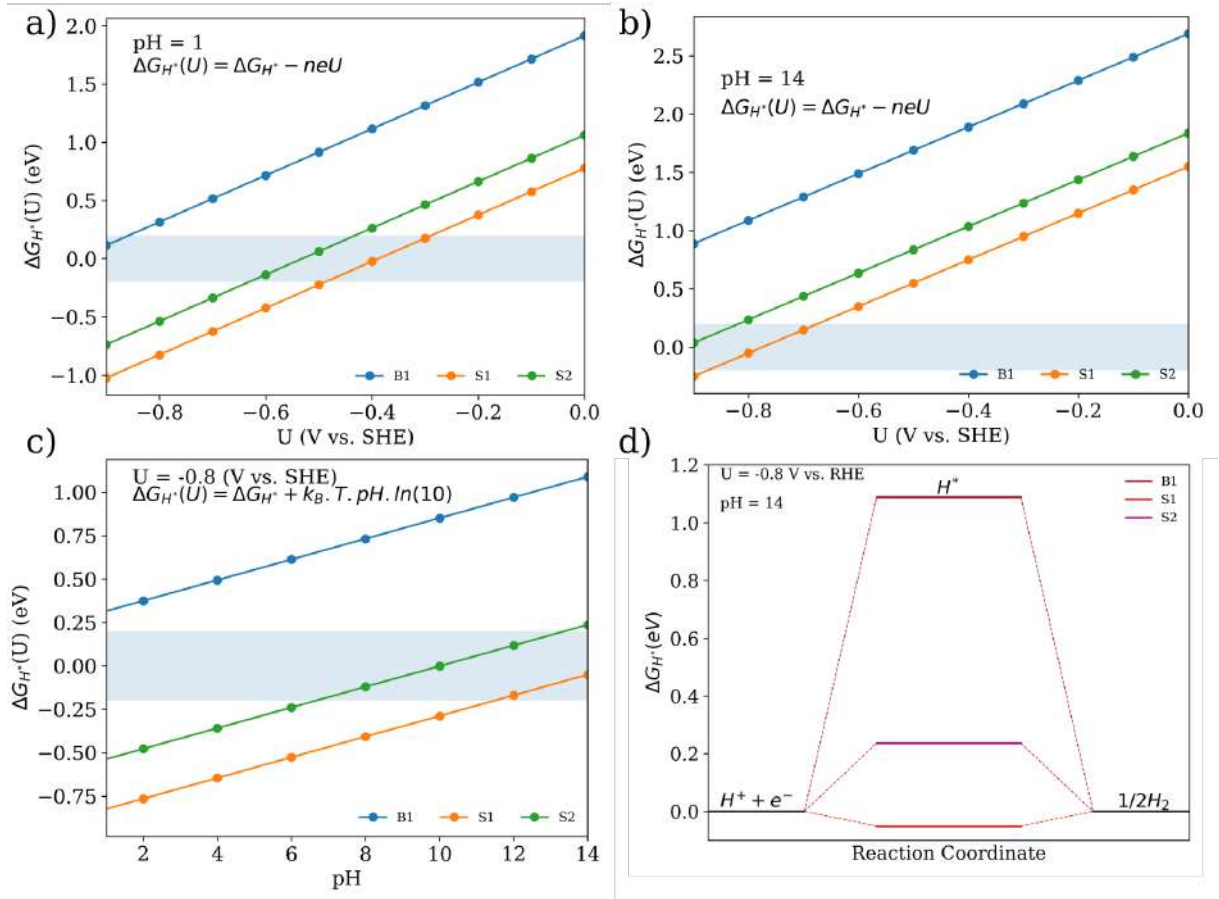 a)
pH = 1
ΔG_H*(U) = ΔG_H* − neU
2.0
1.5
1.0
0.5
0.0
−0.5
−1.0
ΔG_H*(U) (eV)
B1 S1 S2
−0.8 −0.6 −0.4 −0.2 0.0
U (V vs. SHE)
b)
pH = 14
ΔG_H*(U) = ΔG_H* − neU
2.5
2.0
1.5
1.0
0.5
0.0
ΔG_H*(U) (eV)
B1 S1 S2
−0.8 −0.6 −0.4 −0.2 0.0
U (V vs. SHE)
c)
U = -0.8 (V vs. SHE)
ΔG_H*(U) = ΔG_H* + k_B. T. pH. ln(10)
1.00
0.75
0.50
0.25
0.00
−0.25
−0.50
−0.75
ΔG_H*(U) (eV)
B1 S1 S2
2 4 6 8 10 12 14
pH
d)
U = -0.8 V vs. RHE
pH = 14
H*
B1
S1
S2
1.2
1.0
0.8
0.6
0.4
0.2
0.0
ΔG_H*(eV)
H⁺ + e⁻
1/2H₂
Reaction Coordinate